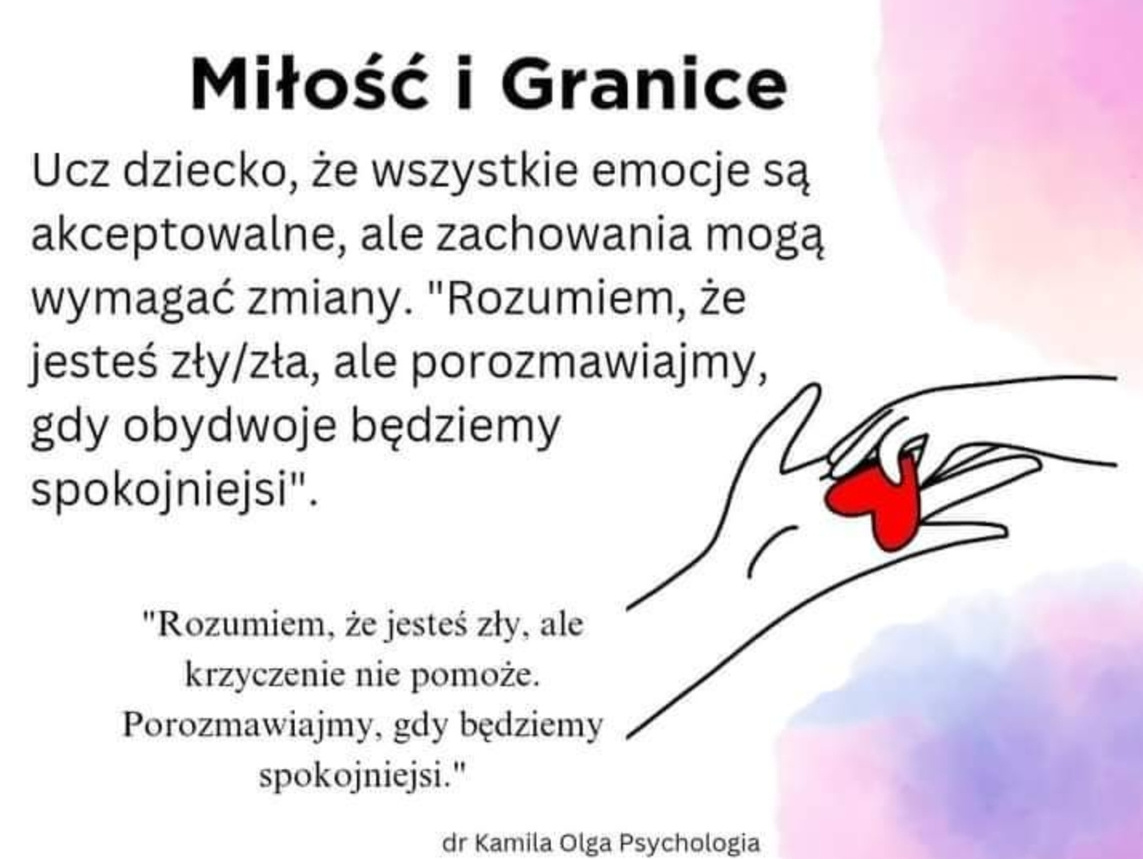 Miłość i Granice
Ucz dziecko, że wszystkie emocje są
akceptowalne, ale zachowania mogą
wymagać zmiany. "Rozumiem, że
jesteś zły/zła, ale porozmawiajmy,
gdy obydwoje będziemy
spokojniejsi".
"Rozumiem, że jesteś zły, ale
krzyczenie nie pomoże.
Porozmawiajmy, gdy będziemy
spokojniejsi."
dr Kamila Olga Psychologia